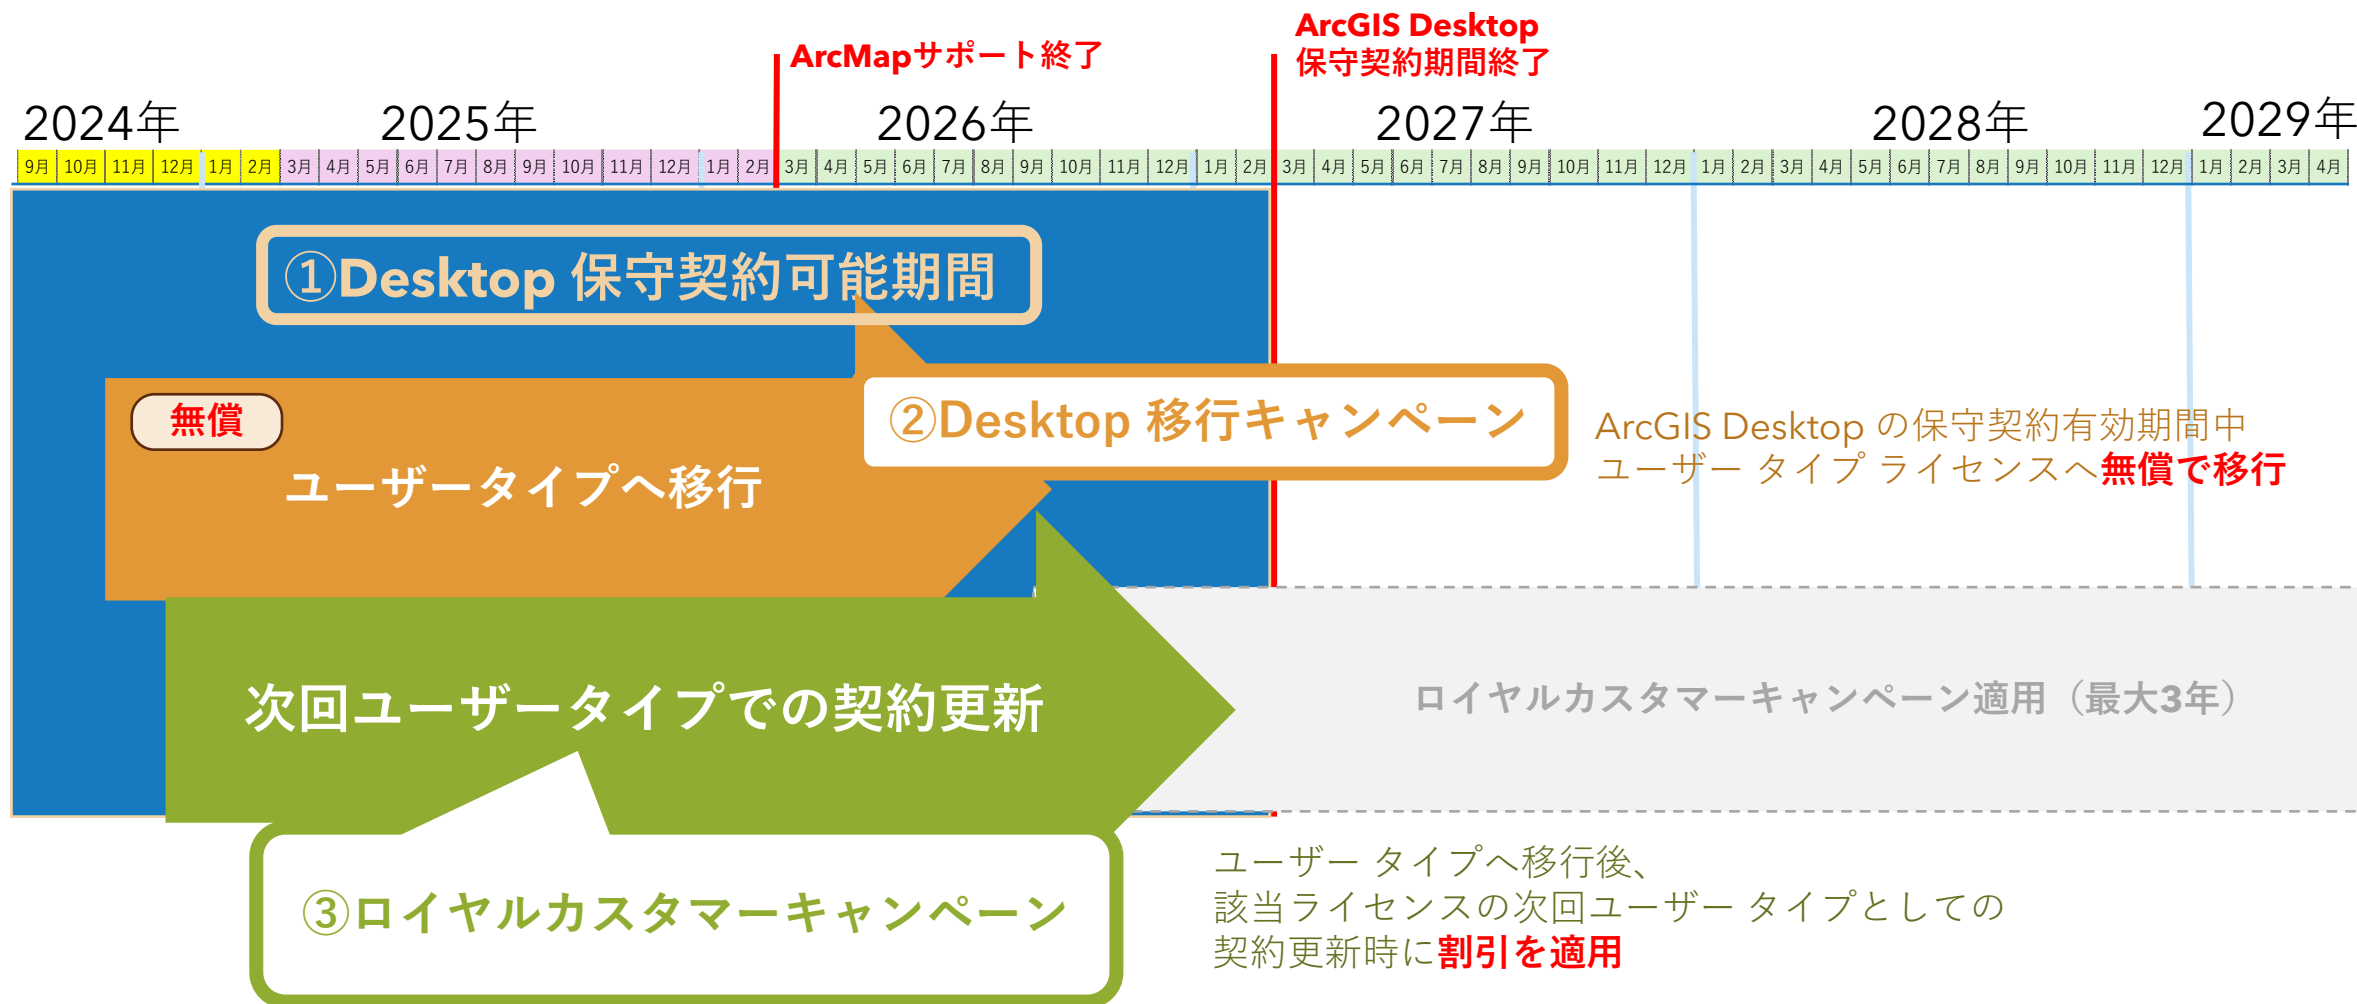 ArcGIS Desktop
保守契約期間終了
ArcMapサポート終了
2024年 2025年 2026年 2027年 2028年 2029年
9月 10月 11月 12月 1月 2月 3月 4月 5月 6月 7月 8月 9月 10月 11月 12月 1月 2月 3月 4月 5月 6月 7月 8月 9月 10月 11月 12月 1月 2月 3月 4月 5月 6月 7月 8月 9月 10月 11月 12月 1月 2月 3月 4月 5月 6月 7月 8月 9月 10月 11月 12月 1月 2月 3月 4月
①Desktop 保守契約可能期間
無償
ユーザータイプへ移行
②Desktop 移行キャンペーン
ArcGIS Desktop の保守契約有効期間中
ユーザー タイプ ライセンスへ無償で移行
次回ユーザータイプでの契約更新
ロイヤルカスタマーキャンペーン適用（最大3年）
③ロイヤルカスタマーキャンペーン
ユーザー タイプへ移行後、
該当ライセンスの次回ユーザー タイプとしての
契約更新時に割引を適用